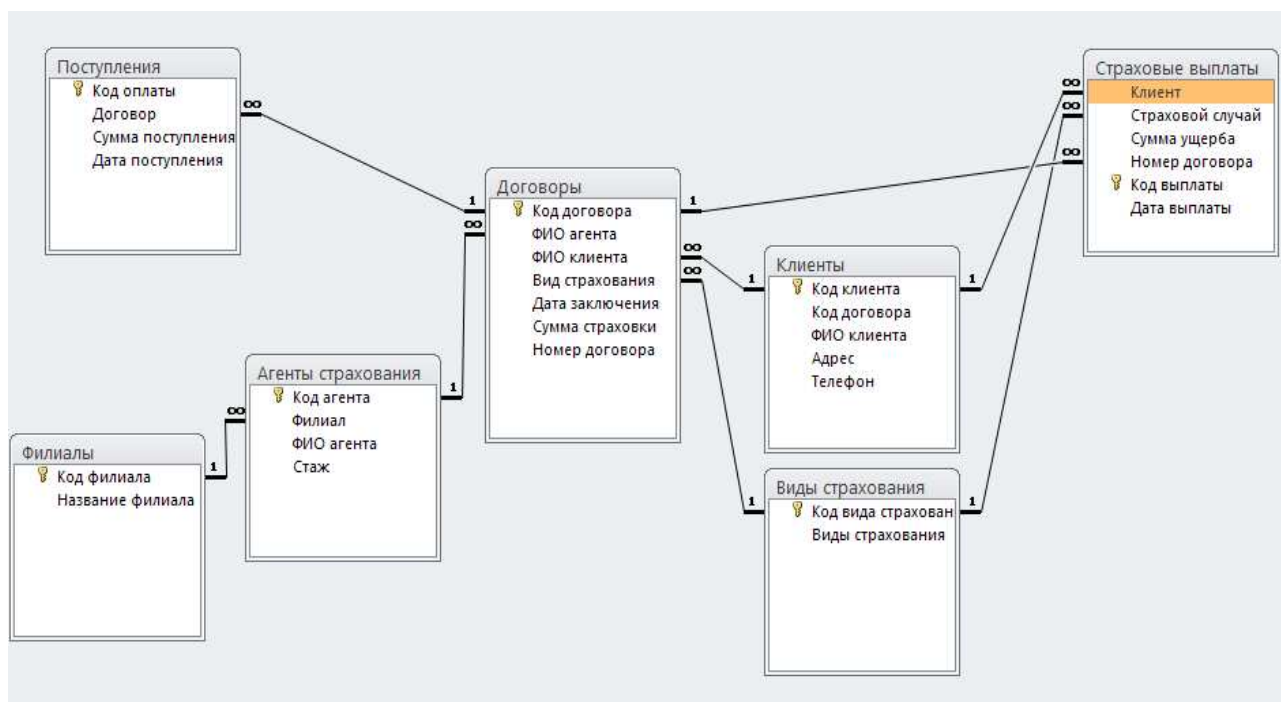 Поступления
Код оплаты
Договор
Сумма поступления
Дата поступления
∞
1
∞
Договоры
Код договора
ФИО агента
ФИО клиента
Вид страхования
Дата заключения
Сумма страховки
Номер договора
1
∞
∞
Страховые выплаты
Клиент
Страховой случай
Сумма ущерба
Номер договора
Код выплаты
Дата выплаты
∞
∞
∞
Клиенты
Код клиента
Код договора
ФИО клиента
Адрес
Телефон
1
1
Агенты страхования
Код агента
Филиал
ФИО агента
Стаж
∞
1
Филиалы
Код филиала
Название филиала
1
Виды страхования
Код вида страхован
Виды страхования
1
1